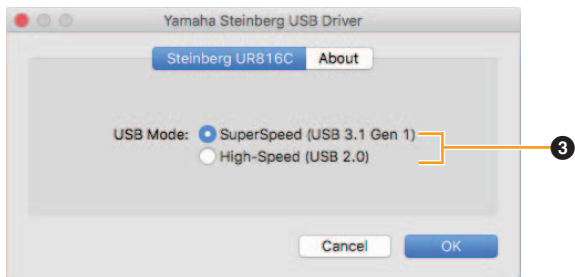 Yamaha Steinberg USB Driver
Steinberg UR816C About
USB Mode: SuperSpeed (USB 3.1 Gen 1)
High-Speed (USB 2.0)
3
Cancel OK